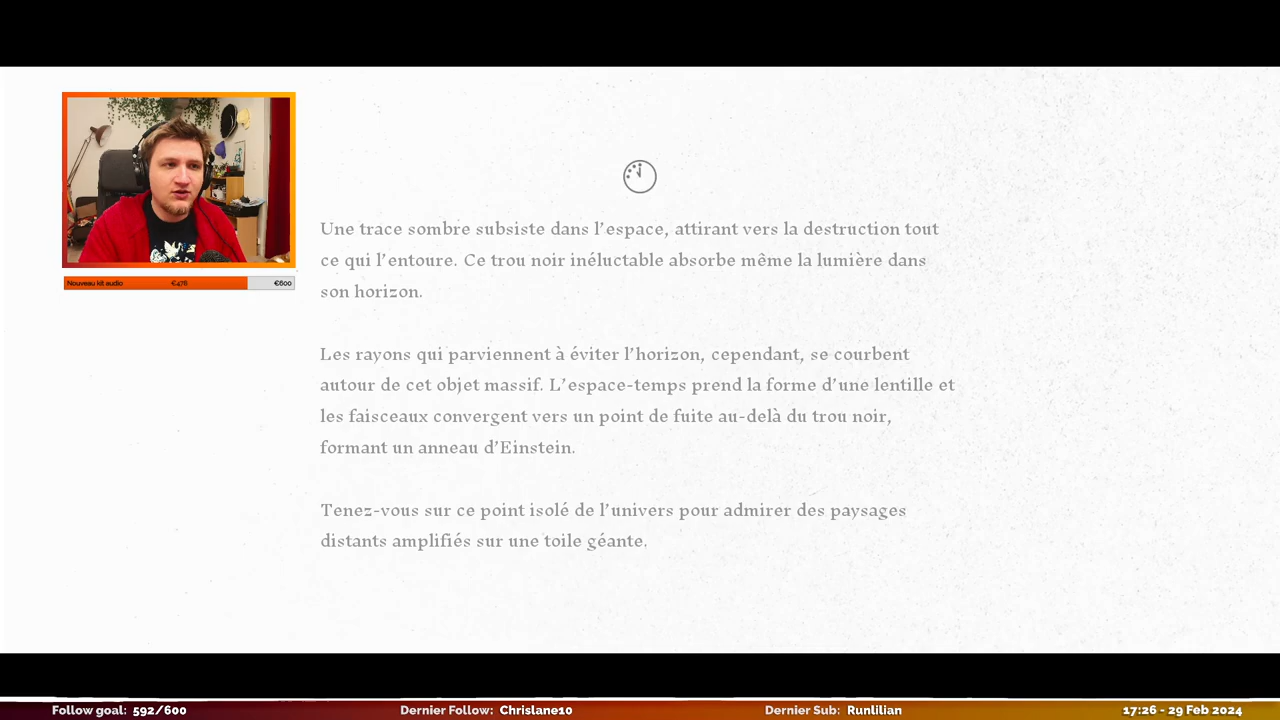 Nouveau kit audio €478 €600
Une trace sombre subsiste dans l’espace, attirant vers la destruction tout
ce qui l’entoure. Ce trou noir inéluctable absorbe même la lumière dans
son horizon.
Les rayons qui parviennent à éviter l’horizon, cependant, se courbent
autour de cet objet massif. L’espace-temps prend la forme d’une lentille et
les faisceaux convergent vers un point de fuite au-delà du trou noir,
formant un anneau d’Einstein.
Tenez-vous sur ce point isolé de l’univers pour admirer des paysages
distants amplifiés sur une toile géante.
Follow goal: 592/600 Dernier Follow: Chrislane10 Dernier Sub: Runlilian 17:26 - 29 Feb 2024